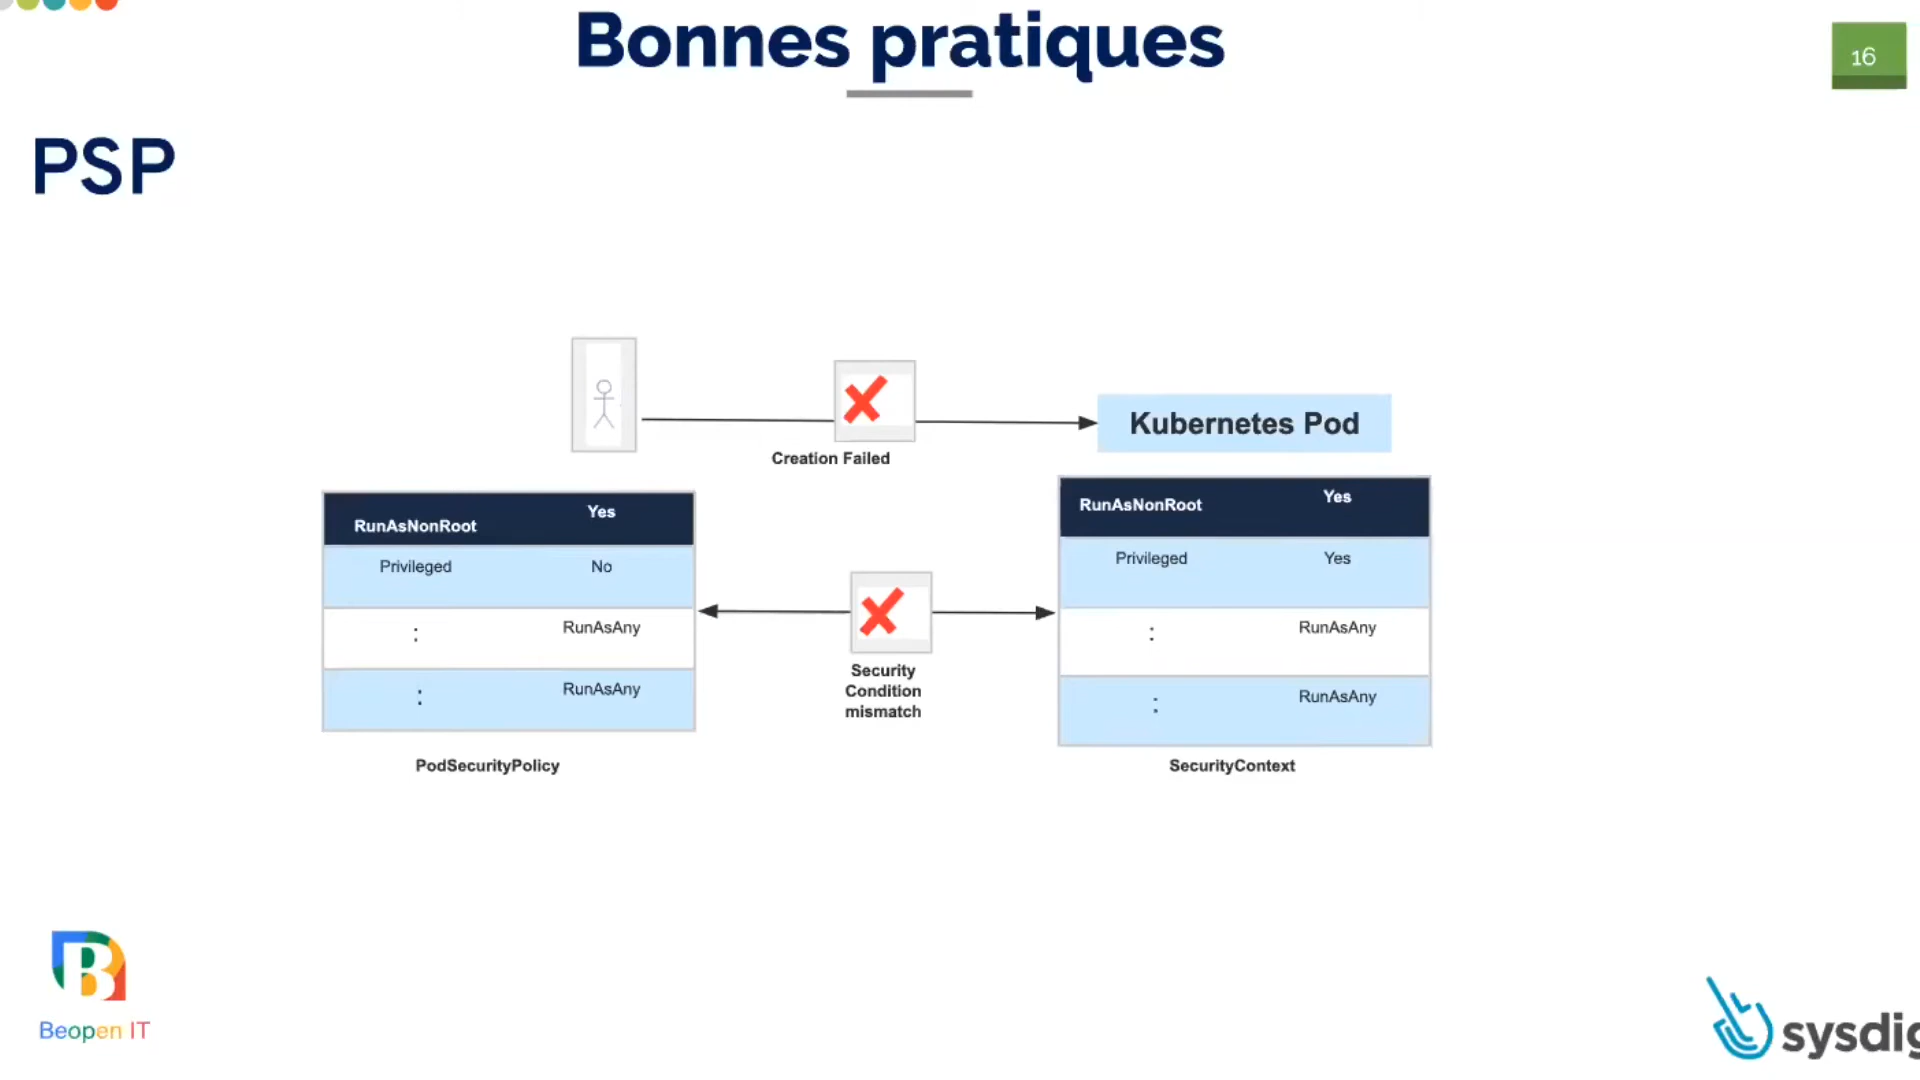 Bonnes pratiques
16
PSP
Kubernetes Pod
Creation Failed
RunAsNonRoot Yes
Privileged No
: RunAsAny
: RunAsAny
PodSecurityPolicy
Security
Condition
mismatch
RunAsNonRoot Yes
Privileged Yes
: RunAsAny
: RunAsAny
SecurityContext
B
Beopen IT
sysdig